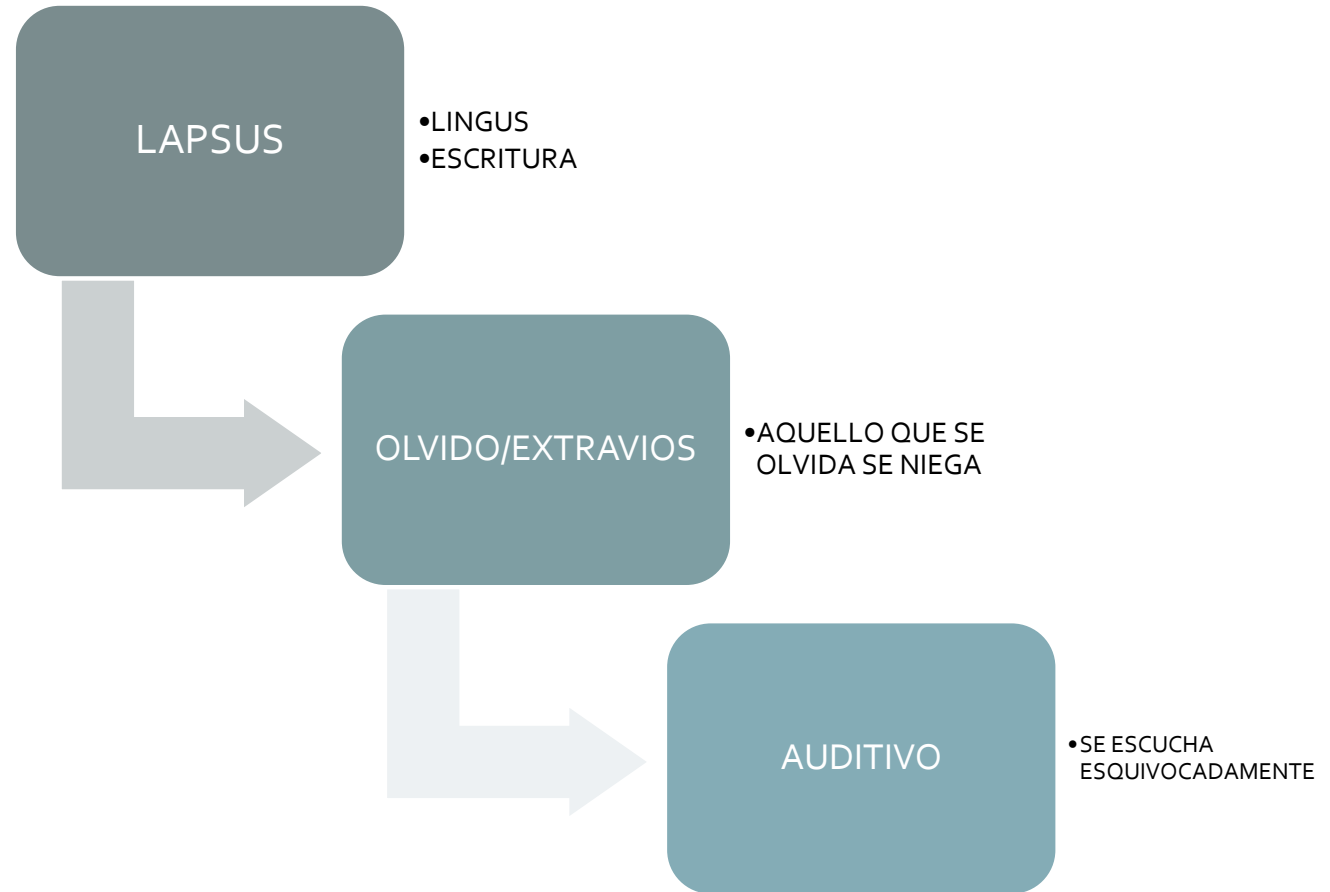 LAPSUS
•LINGUS
•ESCRITURA
OLVIDO/EXTRAVIOS
•AQUELLO QUE SE
OLVIDA SE NIEGA
AUDITIVO
•SE ESCUCHA
ESQUIVOCADAMENTE